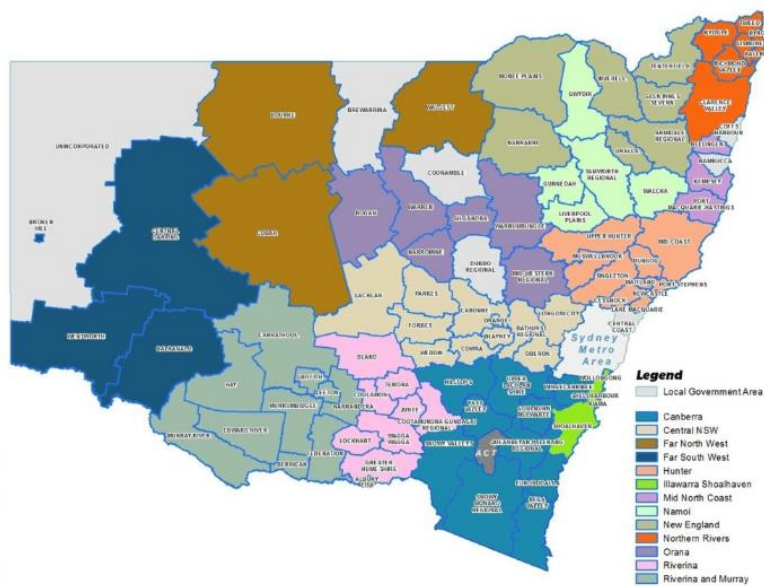 TWEED
KYOGLE
LISMORE
RICHMOND
VALLEY
TENTERFIELD
MOREE PLAINS
INVERELL
GWYDIR
GLEN INNES
SEVERN
CLARENCE
VALLEY
BOURKE
BREWARRINA
WALGETT
COFFS
HARBOUR
ARMIDALE
REGIONAL
BELLINGEN
NARRABRI
URALLA
NAMBUCCA
UNINCORPORATED
COONAMBLE
TAMWORTH
REGIONAL
KEMPSEY
GUNNEDAH
WALCHA
PORT
MACQUARIE-HASTINGS
BOGAN
WARREN
GILGANDRA
WARRUMBUNGLE
LIVERPOOL
PLAINS
BROKEN
HILL
CENTRAL
DARLING
COBAR
UPPER HUNTER
MID-COAST
NARROMINE
DUBBO
REGIONAL
MUSWELLBROOK
DUNGOG
MID WESTERN
REGIONAL
SINGLETON
MAITLAND
PORT STEPHENS
NEWCASTLE
CESSNOCK
LAKE MACQUARIE
LACHLAN
PARKES
CABONNE
LITHGOW CITY
CENTRAL
COAST
FORBES
ORANGE
BATHURST
REGIONAL
BLAYNEY
Sydney
Metro
Area
WENTWORTH
BALRANALD
CARRATHOOL
WEDDIN
COWRA
OBERON
BLAND
HAY
GRIFFITH
LEETON
TEMORA
HILLTOPS
UPPER
LACHLAN
SHIRE
WINGECARRIBEE
WOLLONGONG
SHELLHARBOUR
KIAMA
MURRUMBIDGEE
NARRANDERA
COOLAMON
JUNEE
COOTAMUNDRA GUNDAGAI
REGIONAL
YASS
VALLEY
GOULBURN
MULWAREE
SHOALHAVEN
MURRAY RIVER
EDWARD RIVER
LOCKHART
WAGGA
WAGGA
SNOWY VALLEYS
ACT
QUEANBEYAN-PALERANG
REGIONAL
BERRIGAN
FEDERATION
GREATER
HUME SHIRE
ALBURY
CITY
EUROBODALLA
SNOWY
MONARO
REGIONAL
BEGA
VALLEY
Legend
Local Government Area
Canberra
Central NSW
Far North West
Far South West
Hunter
Illawarra Shoalhaven
Mid North Coast
Namoi
New England
Northern Rivers
Orana
Riverina
Riverina and Murray